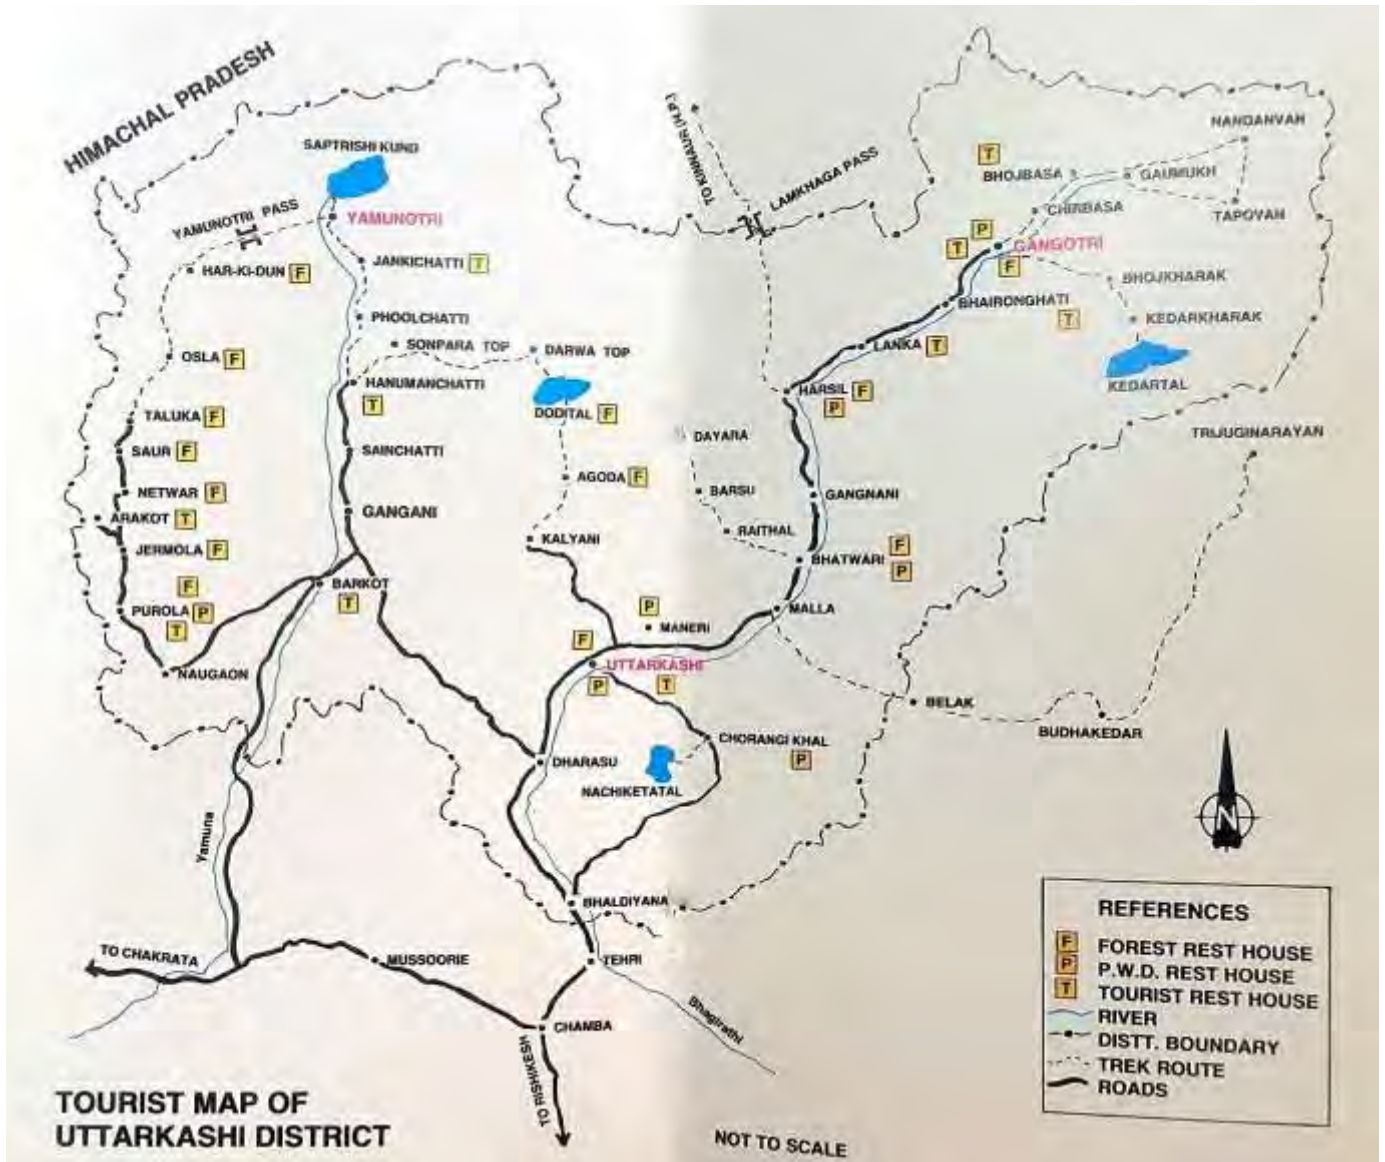 HIMACHAL PRADESH
SAPTRISHI KUND
YAMUNOTRI PASS
YAMUNOTRI
HAR-KI-DUN F
JANKICHATTI T
PHOOLCHATTI
SONPARA TOP
DARWA TOP
OSLA F
HANUMANCHATTI
T
DODITAL F
TALUKA F
SAUR F
SAINCHATTI
AGODA F
NETWAR F
ARAKOT T
GANGANI
JERMOLA F
KALYANI
F
PUROLA P
T
BARKOT
T
NAUGAON
TO KINNAUR (H.P.)
LAMKHAGA PASS
NANDANVAN
T
BHOJBASA
GAUMUKH
CHIRBASA
TAPOVAN
P
T
GANGOTRI
F
BHOJKHARAK
BHAIRONGHATI
T
KEDARKHARAK
LANKA T
KEDARTAL
HARSIL F
P
TRIJUGINARAYAN
DAYARA
BARSU
GANGNANI
RAITHAL
BHATWARI
F
P
MALLA
P
MANERI
F
UTTARKASHI
P
T
BELAK
BUDHAKEDAR
CHORANGI KHAL
P
DHARASU
NACHIKETATAL
Yamuna
BHALDIYANA
TO CHAKRATA
MUSSOORIE
TEHRI
Bhagirathi
CHAMBA
TO RISHIKESH
N
REFERENCES
F FOREST REST HOUSE
P P.W.D. REST HOUSE
T TOURIST REST HOUSE
RIVER
DISTT. BOUNDARY
TREK ROUTE
ROADS
TOURIST MAP OF
UTTARKASHI DISTRICT
NOT TO SCALE